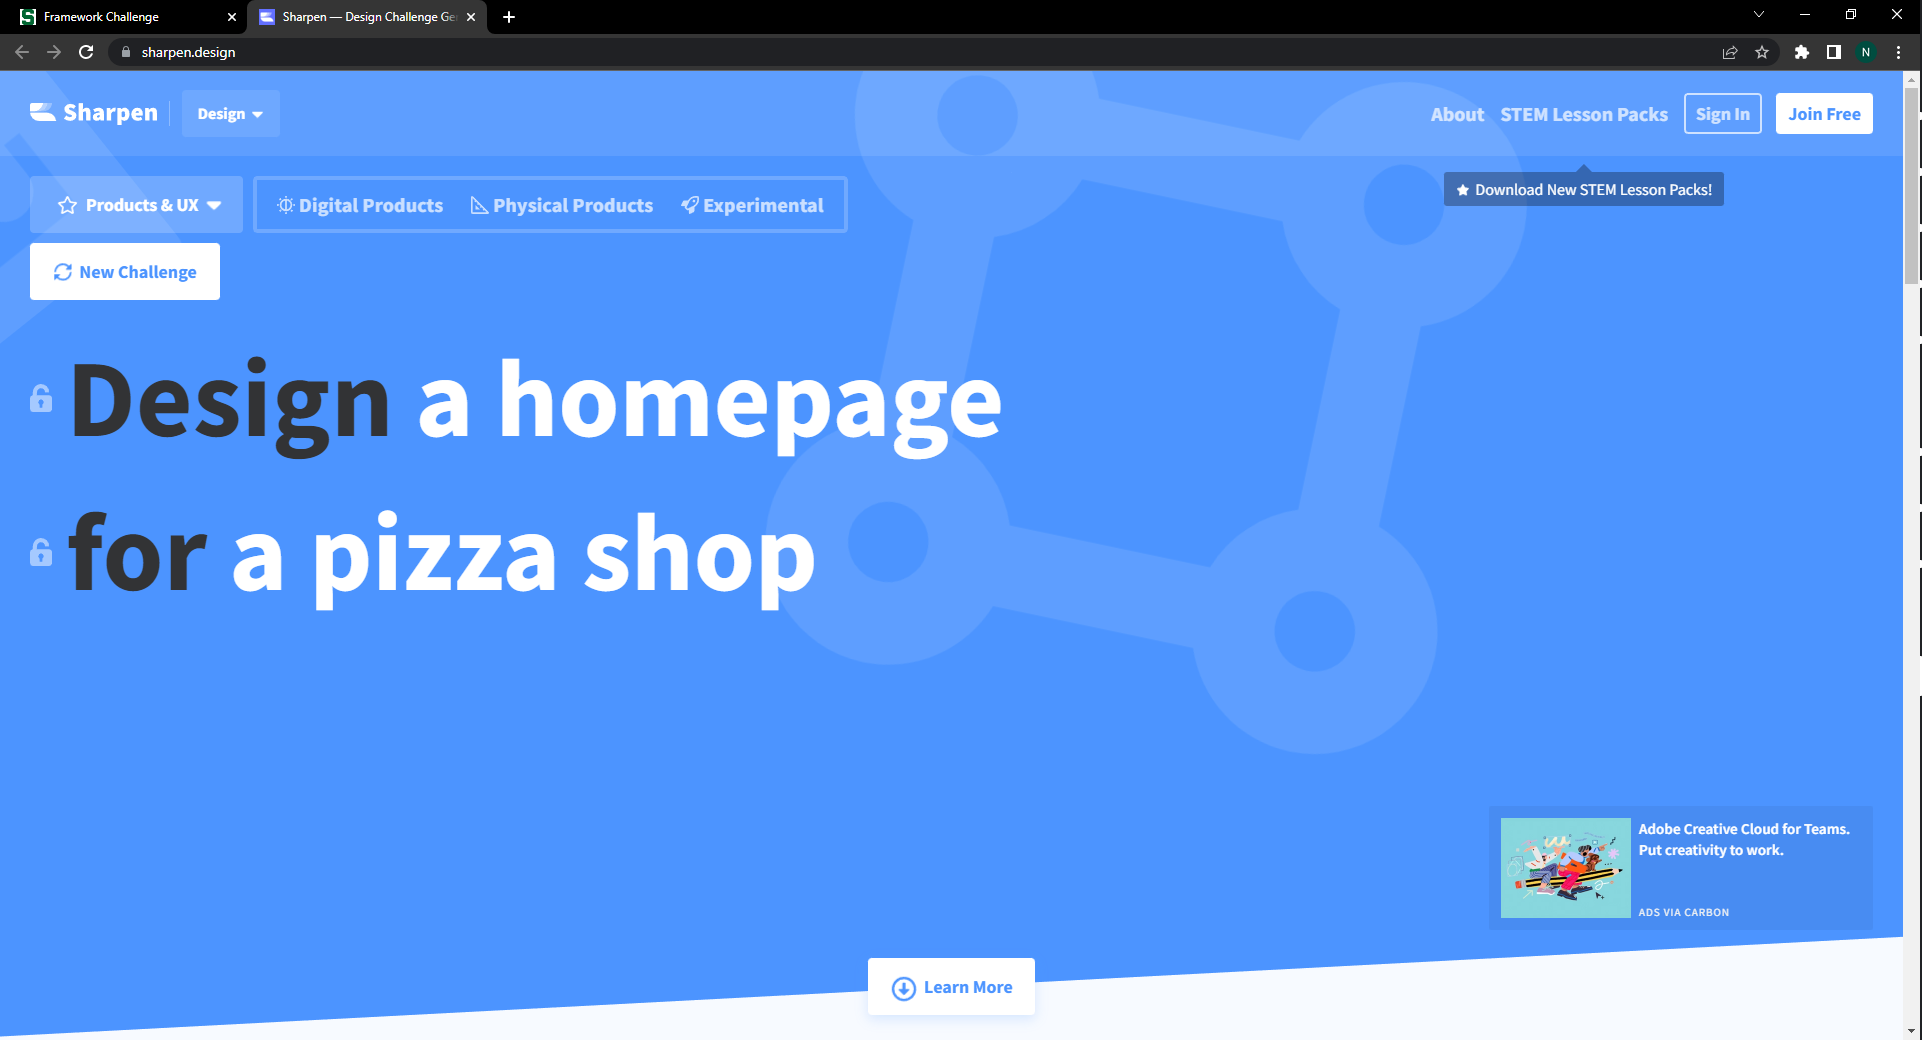 Framework Challenge
Sharpen — Design Challenge Ge
sharpen.design
N
Sharpen
Design
About
STEM Lesson Packs
Sign In
Join Free
Download New STEM Lesson Packs!
Products & UX
Digital Products
Physical Products
Experimental
New Challenge
Design a homepage
for a pizza shop
Adobe Creative Cloud for Teams.
Put creativity to work.
ADS VIA CARBON
Learn More